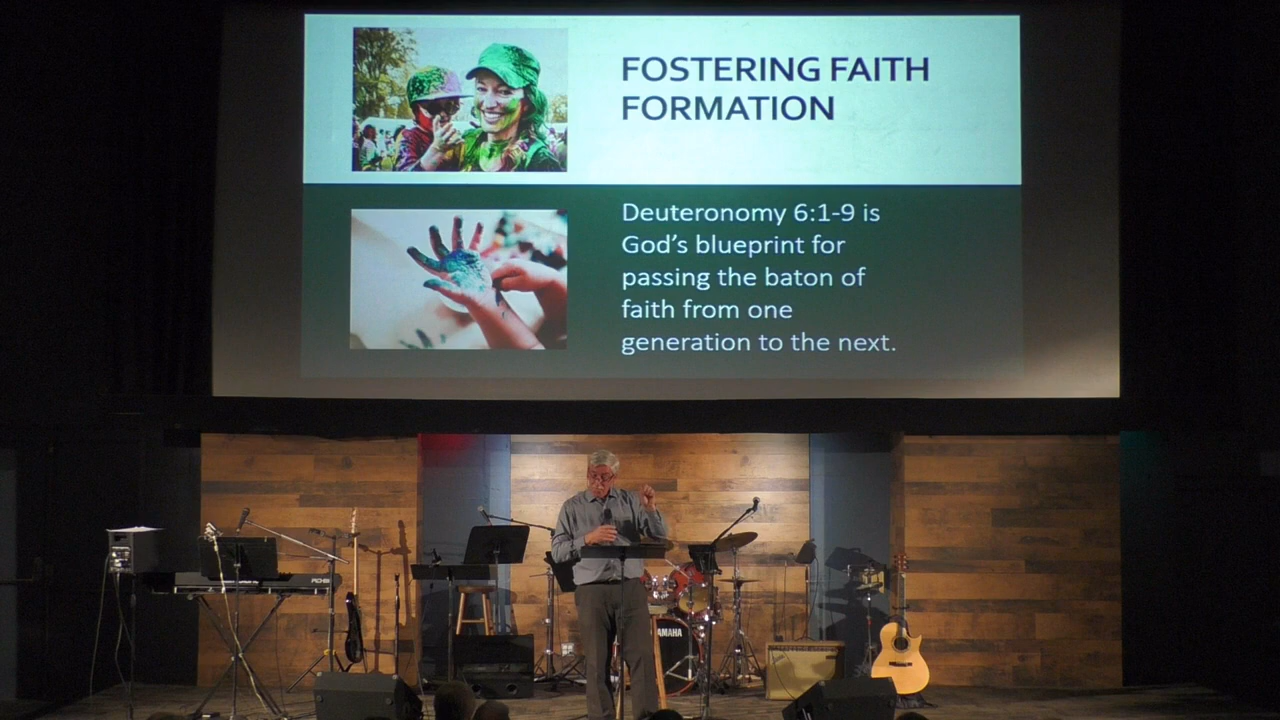 FOSTERING FAITH
FORMATION
Deuteronomy 6:1-9 is
God's blueprint for
passing the baton of
faith from one
generation to the next.
AMAHA